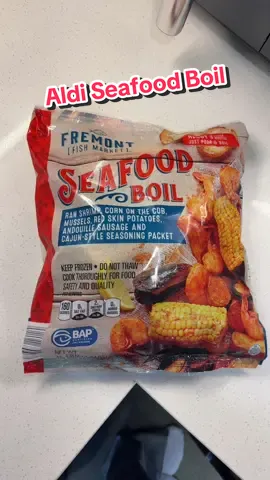 Aldi Seafood Boil
FREMONT
FISH MARKET
SEAFOOD
BOIL
RAW SHRIMP, CORN ON THE COB,
MUSSELS, RED SKIN POTATOES,
ANDOUILLE SAUSAGE AND
CAJUN-STYLE SEASONING PACKET
KEEP FROZEN • DO NOT THAW
COOK THOROUGHLY FOR FOOD
SAFETY AND QUALITY
BAP